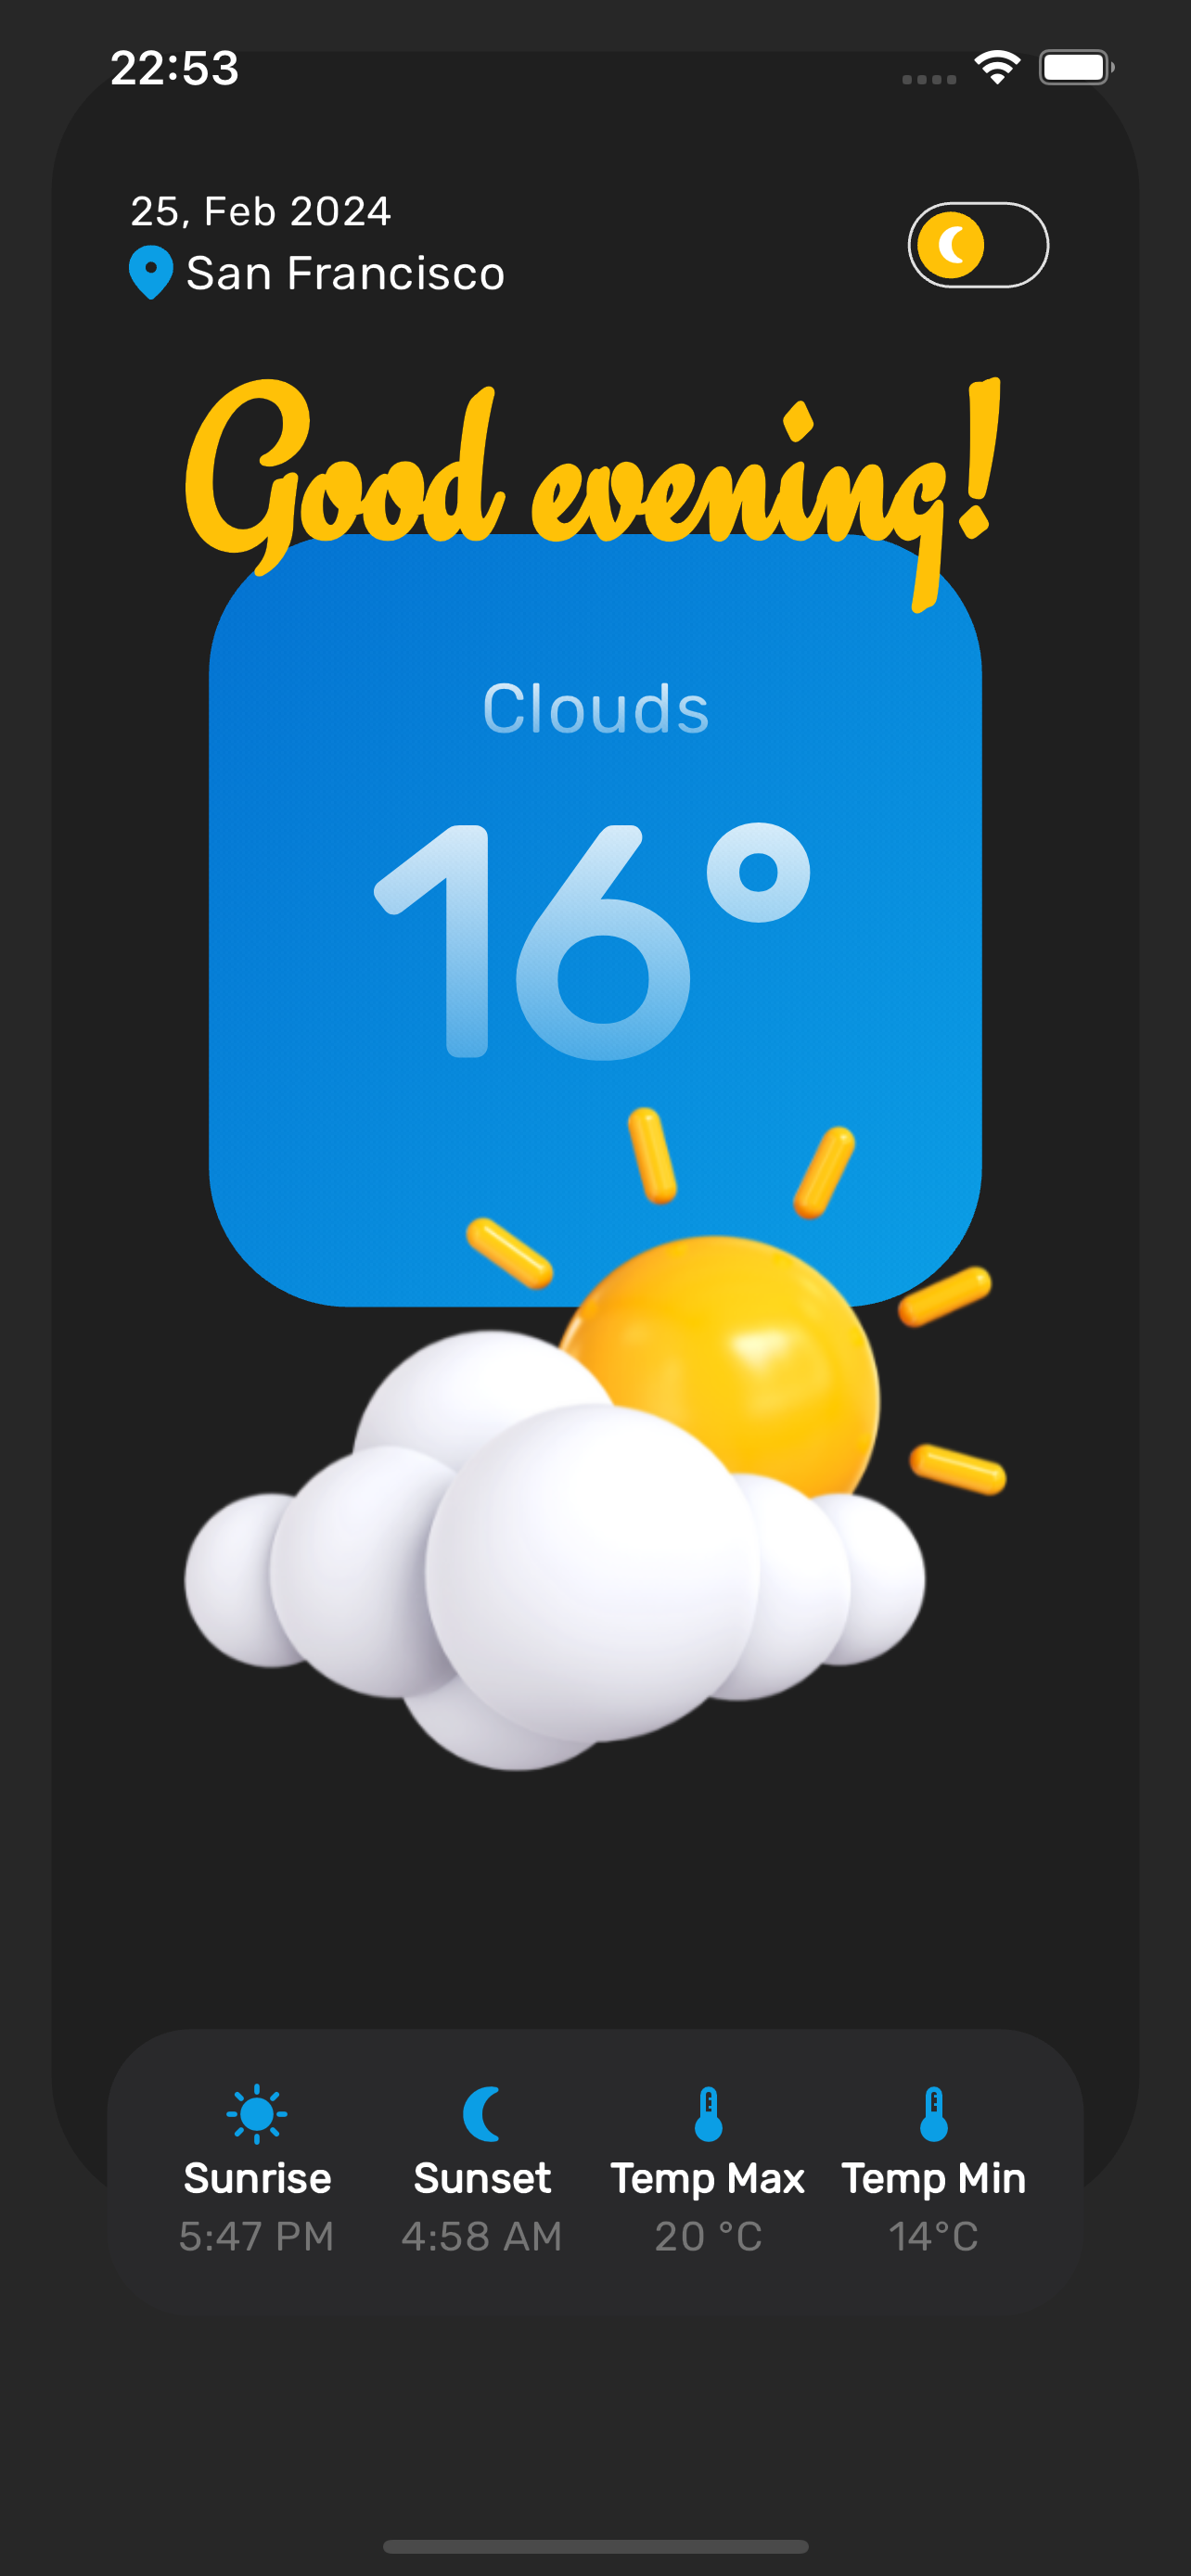 22:53
25, Feb 2024
San Francisco
Good evening!
Clouds
16°
Sunrise Sunset Temp Max Temp Min
5:47 PM 4:58 AM 20 °C 14°C